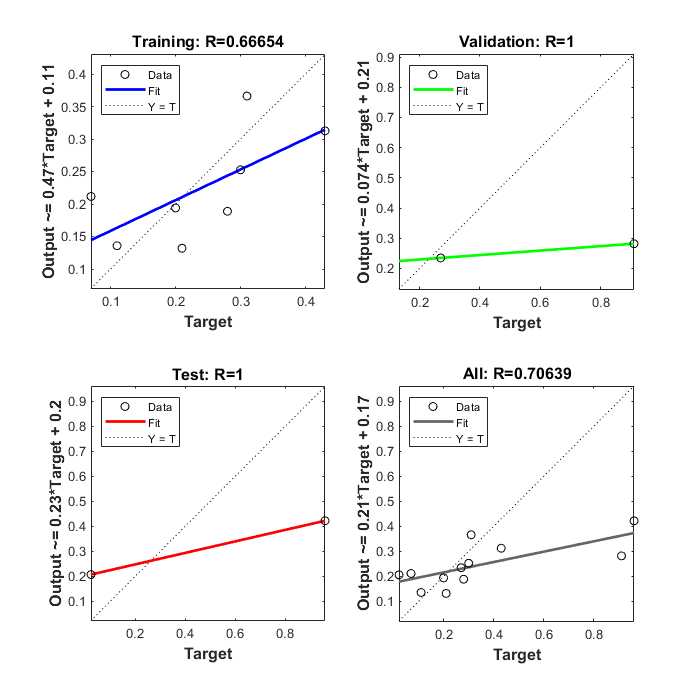 Training: R=0.66654
Output ~= 0.47*Target + 0.11
0.4
0.35
0.3
0.25
0.2
0.15
0.1
Data
Fit
Y = T
0.1
0.2
0.3
0.4
Target
Validation: R=1
Output ~= 0.074*Target + 0.21
0.9
0.8
0.7
0.6
0.5
0.4
0.3
0.2
Data
Fit
Y = T
0.2
0.4
0.6
0.8
Target
Test: R=1
Output ~= 0.23*Target + 0.2
0.9
0.8
0.7
0.6
0.5
0.4
0.3
0.2
0.1
Data
Fit
Y = T
0.2
0.4
0.6
0.8
Target
All: R=0.70639
Output ~= 0.21*Target + 0.17
0.9
0.8
0.7
0.6
0.5
0.4
0.3
0.2
0.1
Data
Fit
Y = T
0.2
0.4
0.6
0.8
Target